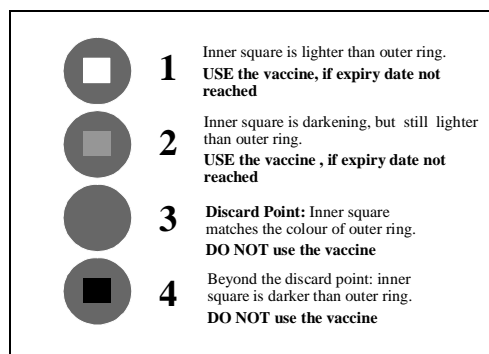 1
Inner square is lighter than outer ring.
USE the vaccine, if expiry date not
reached
2
Inner square is darkening, but still lighter
than outer ring.
USE the vaccine , if expiry date not
reached
3
Discard Point: Inner square
matches the colour of outer ring.
DO NOT use the vaccine
4
Beyond the discard point: inner
square is darker than outer ring.
DO NOT use the vaccine